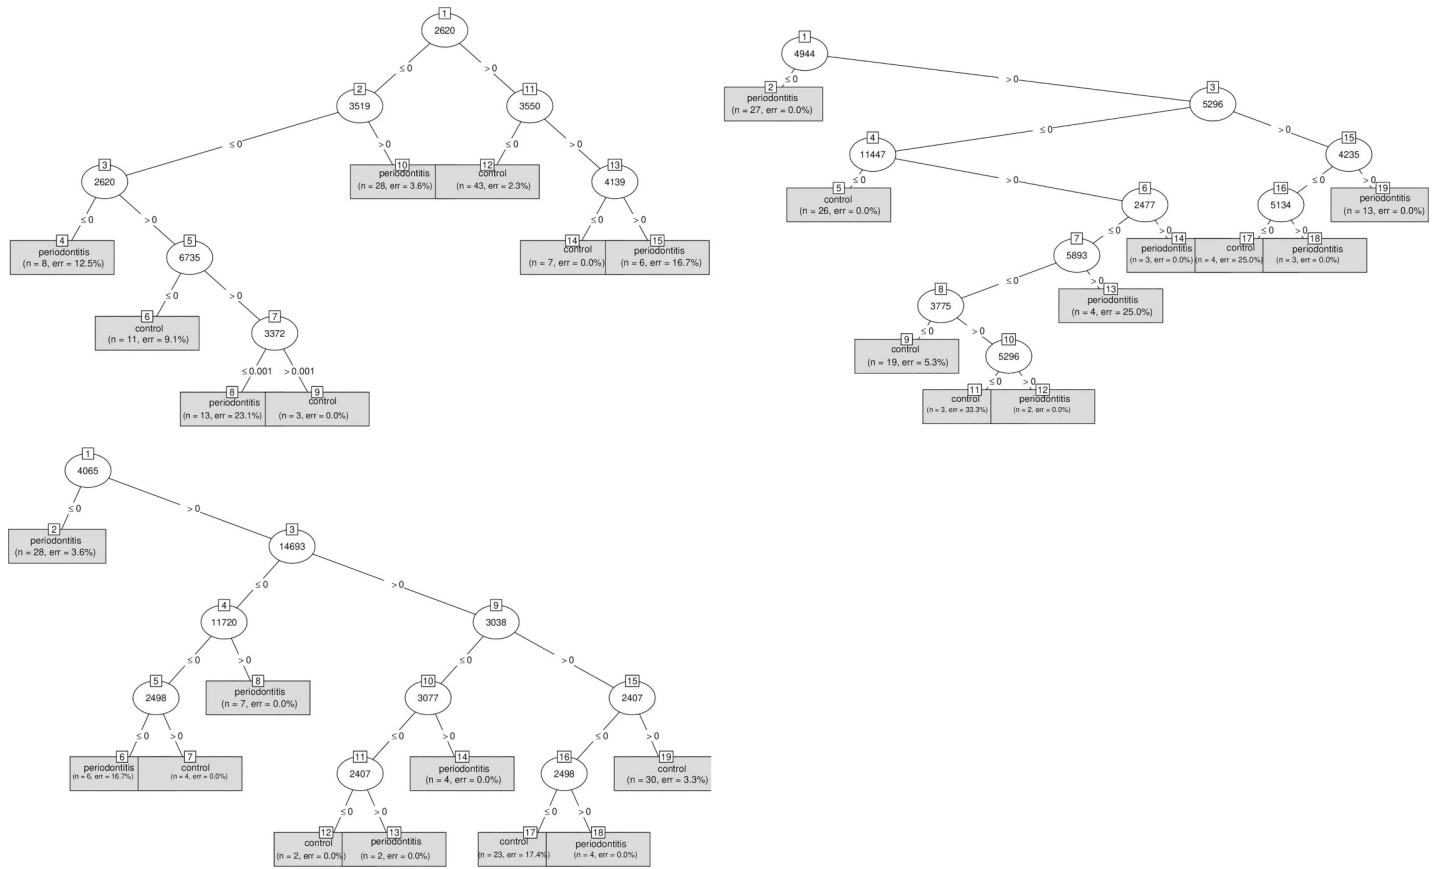 1
2620
≤ 0
> 0
2
3519
11
3550
≤ 0
> 0
≤ 0
> 0
3
2620
10
periodontitis
(n = 28, err = 3.6%)
12
control
(n = 43, err = 2.3%)
13
4139
≤ 0
> 0
≤ 0
> 0
4
periodontitis
(n = 8, err = 12.5%)
5
6735
14
control
(n = 7, err = 0.0%)
15
periodontitis
(n = 6, err = 16.7%)
≤ 0
> 0
6
control
(n = 11, err = 9.1%)
7
3372
≤ 0.001
> 0.001
8
periodontitis
(n = 13, err = 23.1%)
9
control
(n = 3, err = 0.0%)
1
4944
≤ 0
> 0
2
periodontitis
(n = 27, err = 0.0%)
3
5296
≤ 0
> 0
4
11447
15
4235
≤ 0
> 0
≤ 0
> 0
5
control
(n = 26, err = 0.0%)
6
2477
16
5134
19
periodontitis
(n = 13, err = 0.0%)
≤ 0
> 0
≤ 0
> 0
7
5893
14
periodontitis
(n = 3, err = 0.0%)
17
control
(n = 4, err = 25.0%)
18
periodontitis
(n = 3, err = 0.0%)
≤ 0
> 0
8
3775
13
periodontitis
(n = 4, err = 25.0%)
≤ 0
> 0
9
control
(n = 19, err = 5.3%)
10
5296
≤ 0
> 0
11
control
(n = 3, err = 33.3%)
12
periodontitis
(n = 2, err = 0.0%)
1
4065
≤ 0
> 0
2
periodontitis
(n = 28, err = 3.6%)
3
14693
≤ 0
> 0
4
11720
9
3038
≤ 0
> 0
≤ 0
> 0
5
2498
8
periodontitis
(n = 7, err = 0.0%)
10
3077
15
2407
≤ 0
> 0
≤ 0
> 0
≤ 0
> 0
6
periodontitis
(n = 6, err = 16.7%)
7
control
(n = 4, err = 0.0%)
11
2407
14
periodontitis
(n = 4, err = 0.0%)
16
2498
19
control
(n = 30, err = 3.3%)
≤ 0
> 0
≤ 0
> 0
12
control
(n = 2, err = 0.0%)
13
periodontitis
(n = 2, err = 0.0%)
17
control
(n = 23, err = 17.4%)
18
periodontitis
(n = 4, err = 0.0%)